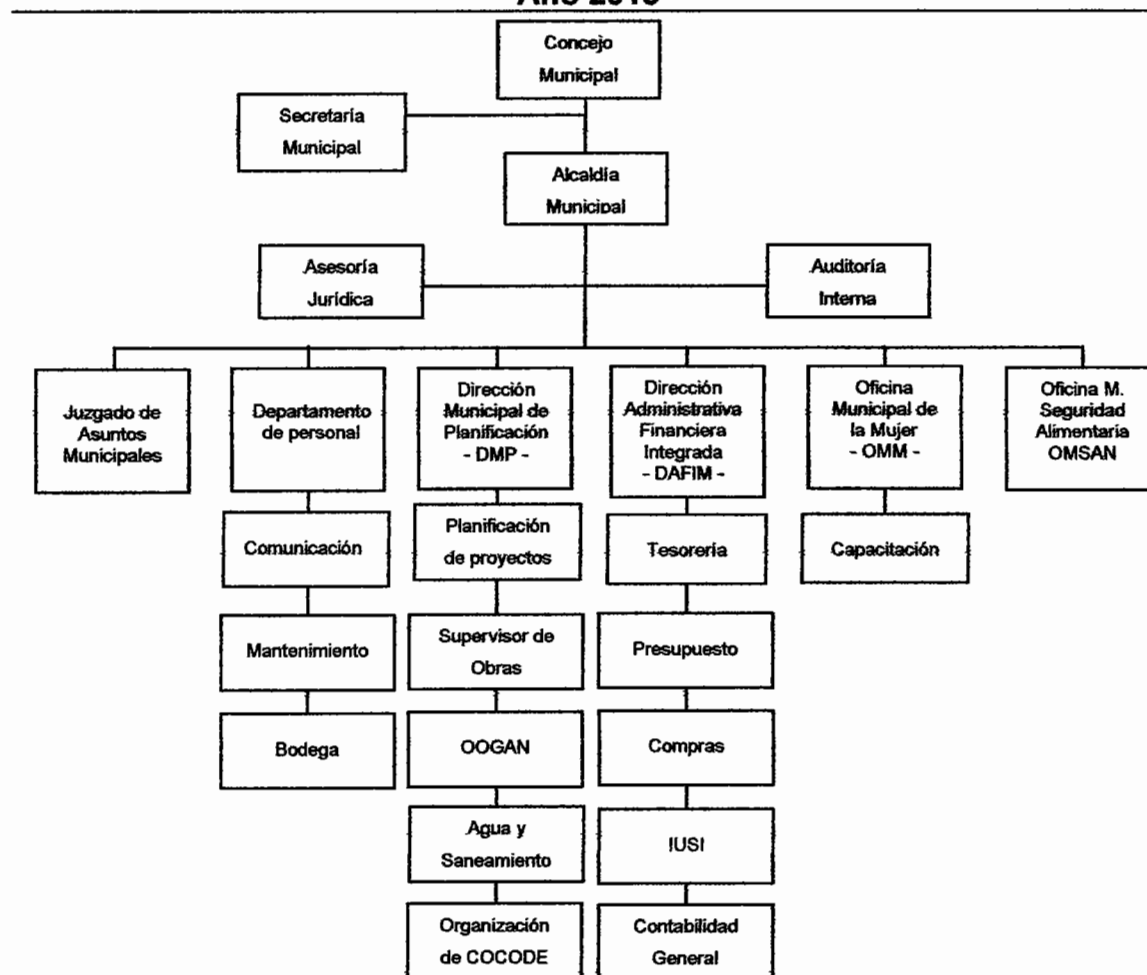 Concejo
Municipal
Secretaría
Municipal
Alcaldía
Municipal
Asesoría
Jurídica
Auditoría
Interna
Juzgado de
Asuntos
Municipales
Departamento
de personal
Dirección
Municipal de
Planificación
- DMP -
Dirección
Administrativa
Financiera
Integrada
- DAFIM -
Oficina
Municipal de
la Mujer
- OMM -
Oficina M.
Seguridad
Alimentaria
OMSAN
Comunicación
Planificación
de proyectos
Tesorería
Capacitación
Mantenimiento
Supervisor de
Obras
Presupuesto
Bodega
OOGAN
Compras
Agua y
Saneamiento
IUSI
Organización
de COCODE
Contabilidad
General